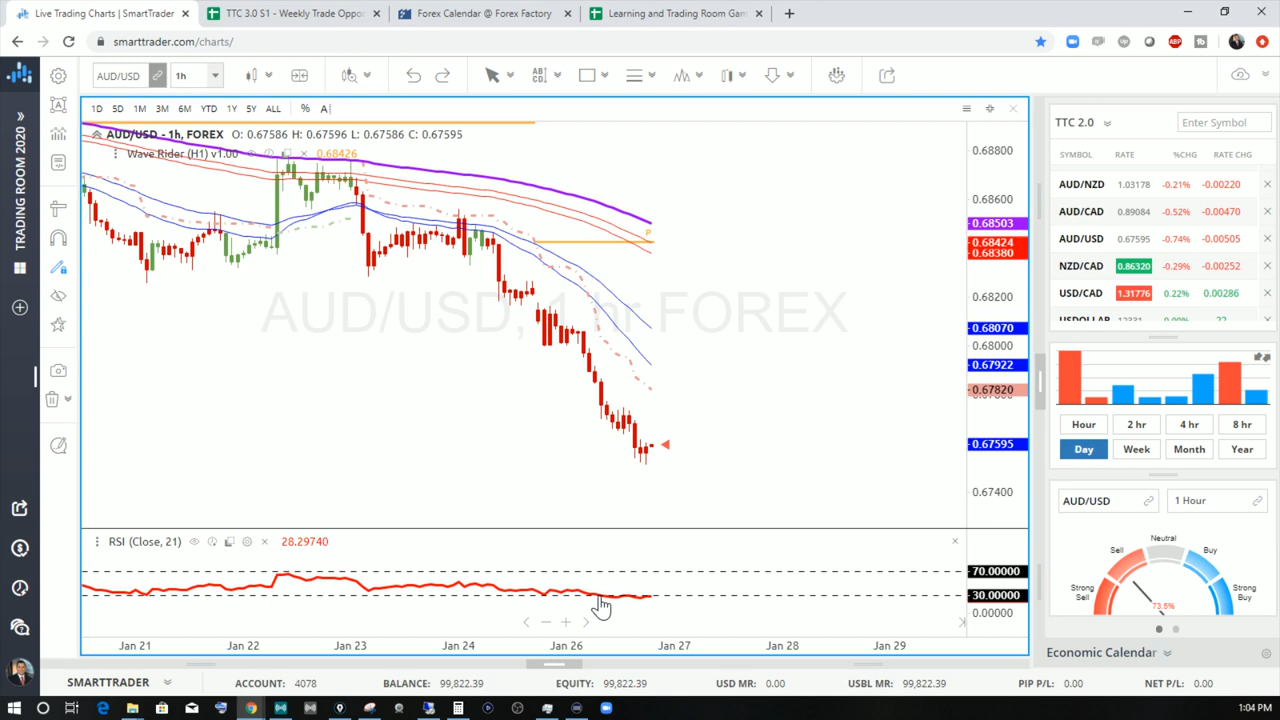 Live Trading Charts | SmartTrader
TTC 3.0 S1 - Weekly Trade Oppo
Forex Calendar @ Forex Factory
Learning and Trading Room Gam
smarttrader.com/charts/
AUD/USD 1h
1D 5D 1M 3M 6M YTD 1Y 5Y ALL %
AUD/USD - 1h, FOREX O: 0.67586 H: 0.67596 L: 0.67586 C: 0.67595
Wave Rider (H1) v1.00 0.68426
AUD/USD, 1 hr FOREX
P
0.68800
0.68600
0.68503
0.68424
0.68380
0.68200
0.68070
0.68000
0.67922
0.67820
0.67595
0.67400
RSI (Close, 21) 28.29740
70.00000
30.00000
0.00000
Jan 21 Jan 22 Jan 23 Jan 24 Jan 26 Jan 27 Jan 28 Jan 29
TRADING ROOM 2020
TTC 2.0 Enter Symbol
SYMBOL RATE %CHG RATE CHG
AUD/NZD 1.03178 -0.21% -0.00220
AUD/CAD 0.89084 -0.52% -0.00470
AUD/USD 0.67595 -0.74% -0.00505
NZD/CAD 0.86320 -0.29% -0.00252
USD/CAD 1.31776 0.22% 0.00286
USDOLLAR
Hour 2 hr 4 hr 8 hr
Day Week Month Year
AUD/USD 1 Hour
Neutral
Sell Buy
Strong Sell
Strong Buy
73.5%
Economic Calendar
SMARTTRADER ACCOUNT: 4078 BALANCE: 99,822.39 EQUITY: 99,822.39 USD MR: 0.00 USBL MR: 99,822.39 PIP P/L: 0.00 NET P/L: 0.00
1:04 PM